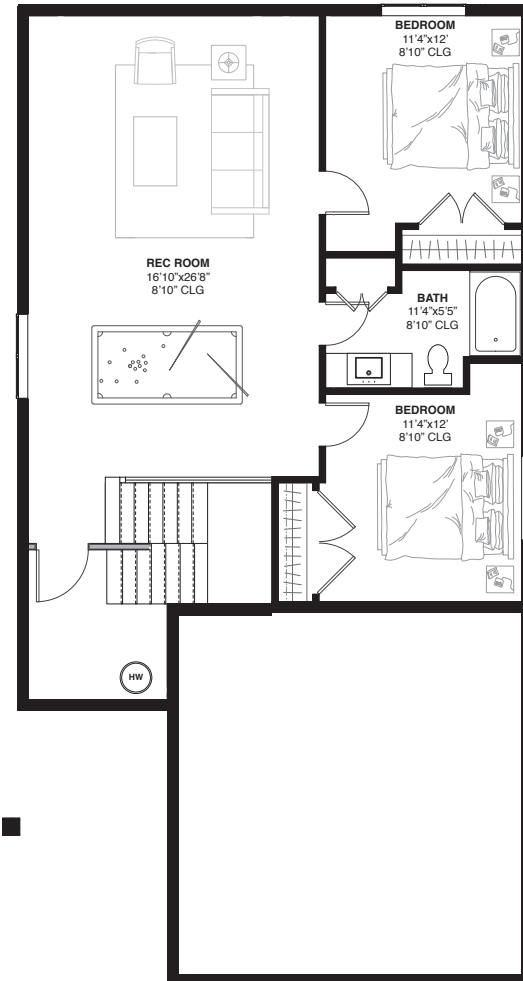 BEDROOM
11'4"x12'
8'10" CLG
REC ROOM
16'10"x26'8"
8'10" CLG
BATH
11'4"x5'5"
8'10" CLG
BEDROOM
11'4"x12'
8'10" CLG
HW